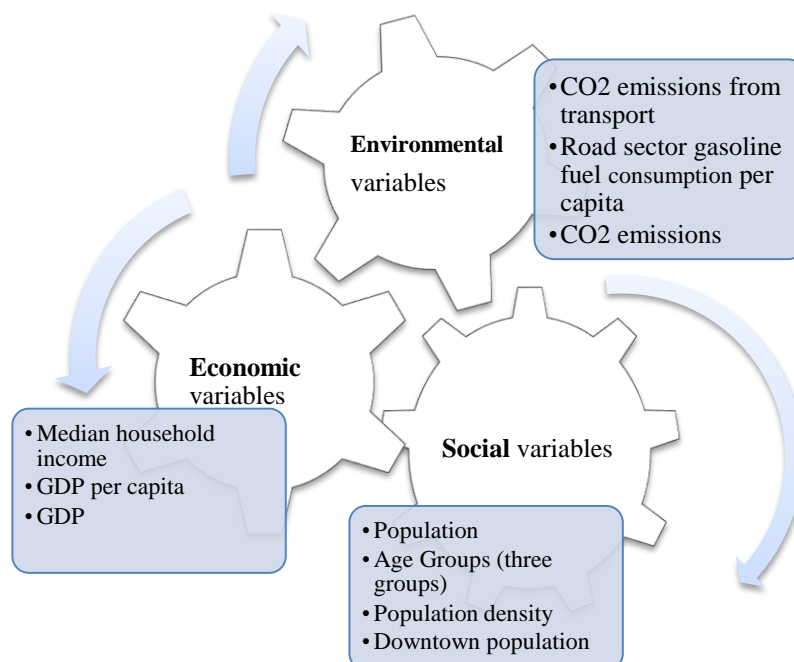 Environmental
variables
•CO2 emissions from
transport
•Road sector gasoline
fuel consumption per
capita
•CO2 emissions
Economic
variables
•Median household
income
•GDP per capita
•GDP
Social variables
•Population
•Age Groups (three
groups)
•Population density
•Downtown population